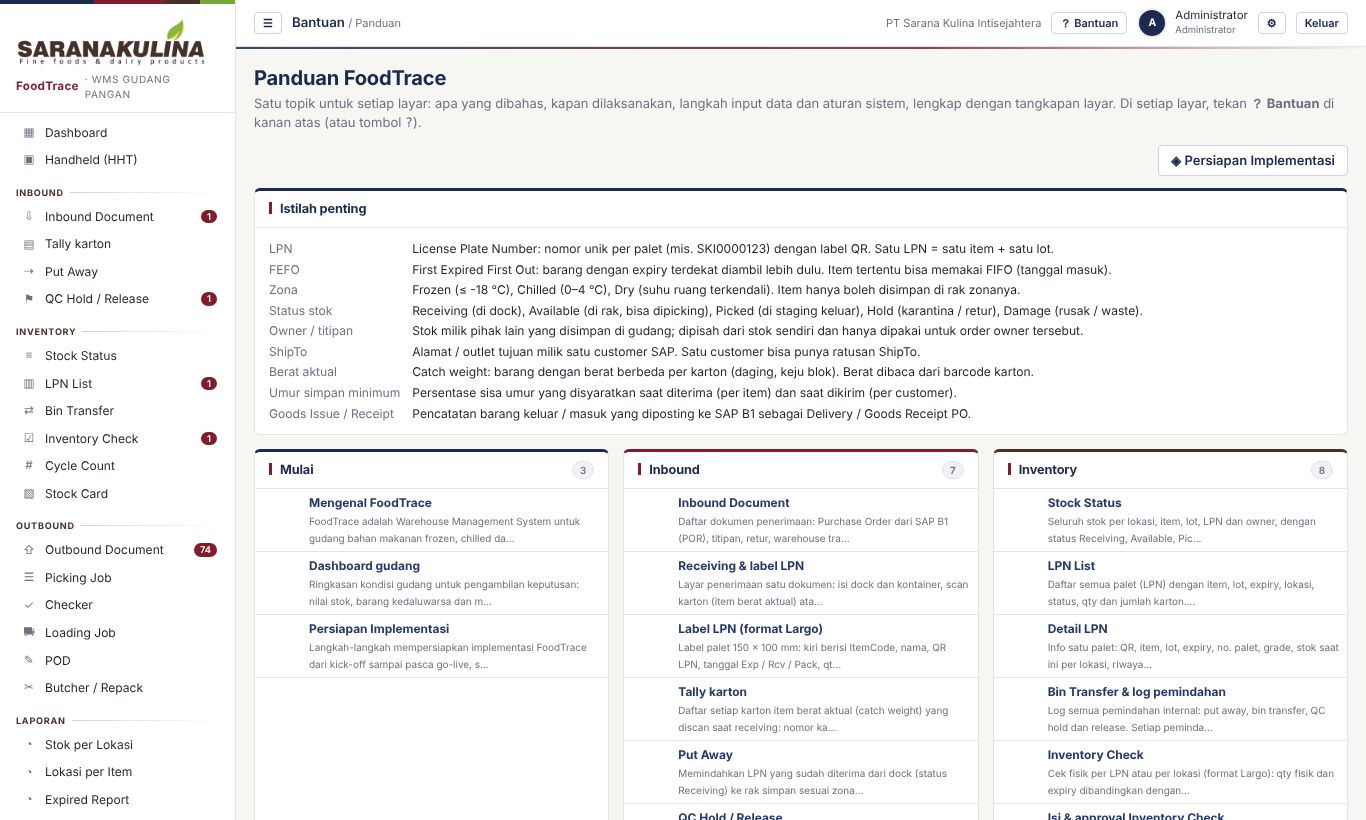 SARANAKULINA
Fine foods & dairy products
FoodTrace · WMS GUDANG PANGAN
Dashboard
Handheld (HHT)
INBOUND
Inbound Document 1
Tally karton
Put Away
QC Hold / Release 1
INVENTORY
Stock Status
LPN List 1
Bin Transfer
Inventory Check 1
Cycle Count
Stock Card
OUTBOUND
Outbound Document 74
Picking Job
Checker
Loading Job
POD
Butcher / Repack
LAPORAN
Stok per Lokasi
Lokasi per Item
Expired Report
☰ Bantuan / Panduan
PT Sarana Kulina Intisejahtera
? Bantuan
A
Administrator
Administrator
⚙
Keluar
Panduan FoodTrace
Satu topik untuk setiap layar: apa yang dibahas, kapan dilaksanakan, langkah input data dan aturan sistem, lengkap dengan tangkapan layar. Di setiap layar, tekan ? Bantuan di
kanan atas (atau tombol ?).
◈ Persiapan Implementasi
Istilah penting
LPN License Plate Number: nomor unik per palet (mis. SKI0000123) dengan label QR. Satu LPN = satu item + satu lot.
FEFO First Expired First Out: barang dengan expiry terdekat diambil lebih dulu. Item tertentu bisa memakai FIFO (tanggal masuk).
Zona Frozen (≤ -18 °C), Chilled (0–4 °C), Dry (suhu ruang terkendali). Item hanya boleh disimpan di rak zonanya.
Status stok Receiving (di dock), Available (di rak, bisa dipicking), Picked (di staging keluar), Hold (karantina / retur), Damage (rusak / waste).
Owner / titipan Stok milik pihak lain yang disimpan di gudang; dipisah dari stok sendiri dan hanya dipakai untuk order owner tersebut.
ShipTo Alamat / outlet tujuan milik satu customer SAP. Satu customer bisa punya ratusan ShipTo.
Berat aktual Catch weight: barang dengan berat berbeda per karton (daging, keju blok). Berat dibaca dari barcode karton.
Umur simpan minimum Persentase sisa umur yang disyaratkan saat diterima (per item) dan saat dikirim (per customer).
Goods Issue / Receipt Pencatatan barang keluar / masuk yang diposting ke SAP B1 sebagai Delivery / Goods Receipt PO.
Mulai 3
Mengenal FoodTrace
FoodTrace adalah Warehouse Management System untuk
gudang bahan makanan frozen, chilled da...
Dashboard gudang
Ringkasan kondisi gudang untuk pengambilan keputusan:
nilai stok, barang kedaluwarsa dan m...
Persiapan Implementasi
Langkah-langkah mempersiapkan implementasi FoodTrace
dari kick-off sampai pasca go-live, s...
Inbound 7
Inbound Document
Daftar dokumen penerimaan: Purchase Order dari SAP B1
(POR), titipan, retur, warehouse tra...
Receiving & label LPN
Layar penerimaan satu dokumen: isi dock dan kontainer, scan
karton (item berat aktual) ata...
Label LPN (format Largo)
Label palet 150 × 100 mm: kiri berisi ItemCode, nama, QR
LPN, tanggal Exp / Rcv / Pack, qt...
Tally karton
Daftar setiap karton item berat aktual (catch weight) yang
discan saat receiving: nomor ka...
Put Away
Memindahkan LPN yang sudah diterima dari dock (status
Receiving) ke rak simpan sesuai zona...
QC Hold / Release
Inventory 8
Stock Status
Seluruh stok per lokasi, item, lot, LPN dan owner, dengan
status Receiving, Available, Pic...
LPN List
Daftar semua palet (LPN) dengan item, lot, expiry, lokasi,
status, qty dan jumlah karton....
Detail LPN
Info satu palet: QR, item, lot, expiry, no. palet, grade, stok saat
ini per lokasi, riwaya...
Bin Transfer & log pemindahan
Log semua pemindahan internal: put away, bin transfer, QC
hold dan release. Setiap peminda...
Inventory Check
Cek fisik per LPN atau per lokasi (format Largo): qty fisik dan
expiry dibandingkan dengan...
Isi & approval Inventory Check